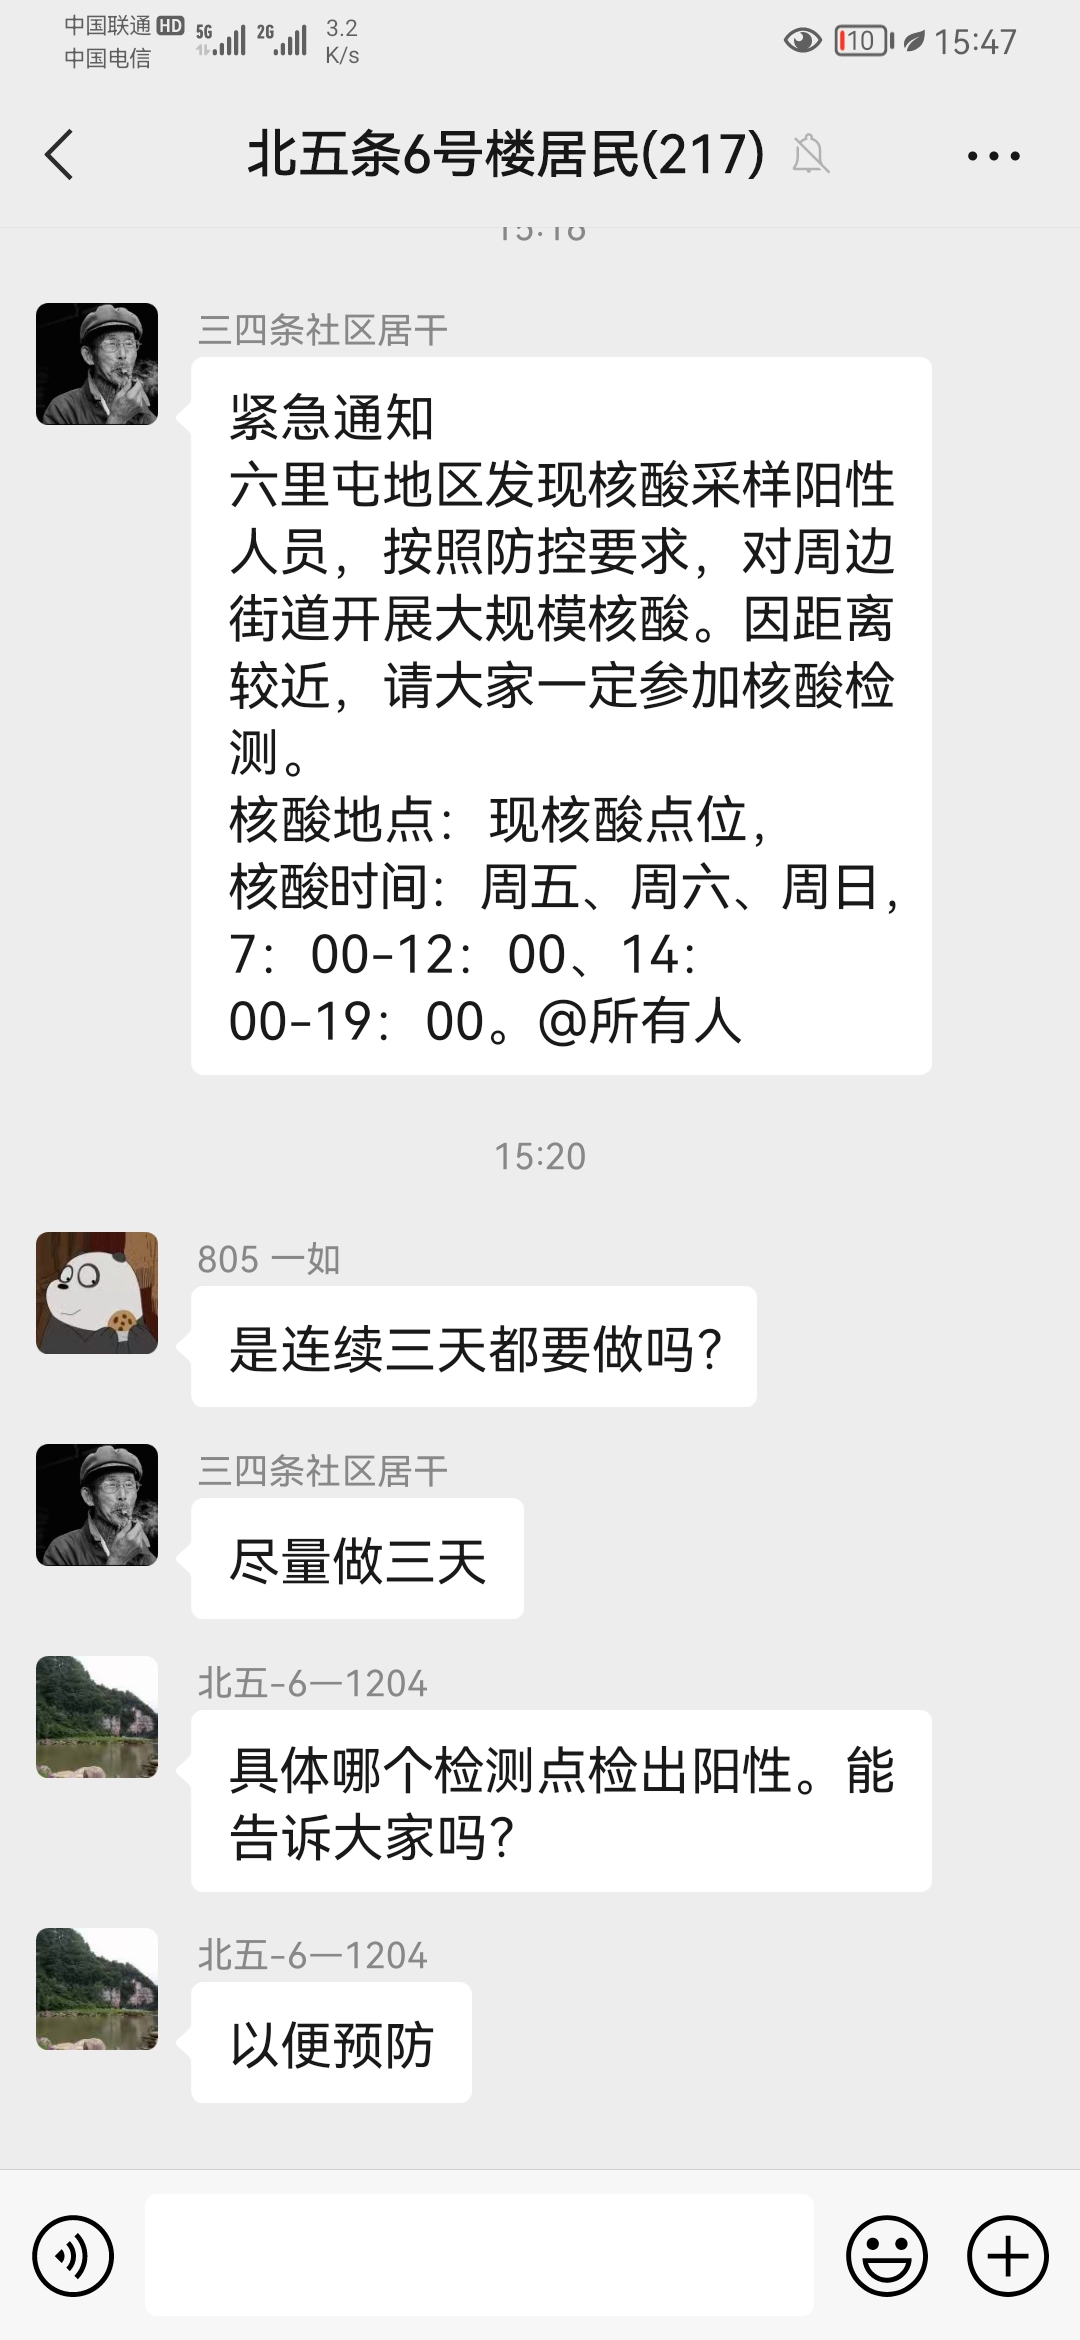 中国联通 HD 5G 2G 3.2 10 15:47
中国电信 K/s
北五条6号楼居民(217)
15:16
三四条社区居干
紧急通知
六里屯地区发现核酸采样阳性
人员，按照防控要求，对周边
街道开展大规模核酸。因距离
较近，请大家一定参加核酸检
测。
核酸地点：现核酸点位，
核酸时间：周五、周六、周日，
7：00-12：00、14：
00-19：00。@所有人
15:20
805 一如
是连续三天都要做吗？
三四条社区居干
尽量做三天
北五-6一1204
具体哪个检测点检出阳性。能
告诉大家吗？
北五-6一1204
以便预防